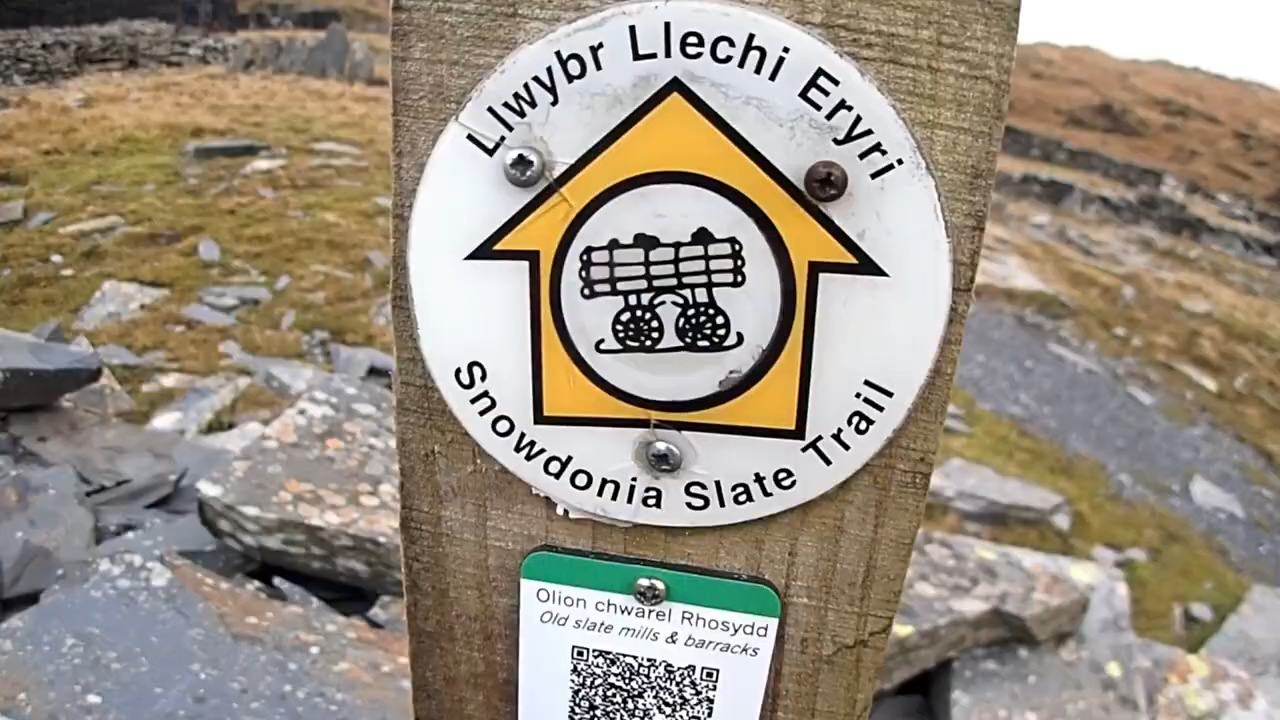 Llwybr Llechi Eryri
Snowdonia Slate Trail
Olion chwarel Rhosydd
Old slate mills & barracks